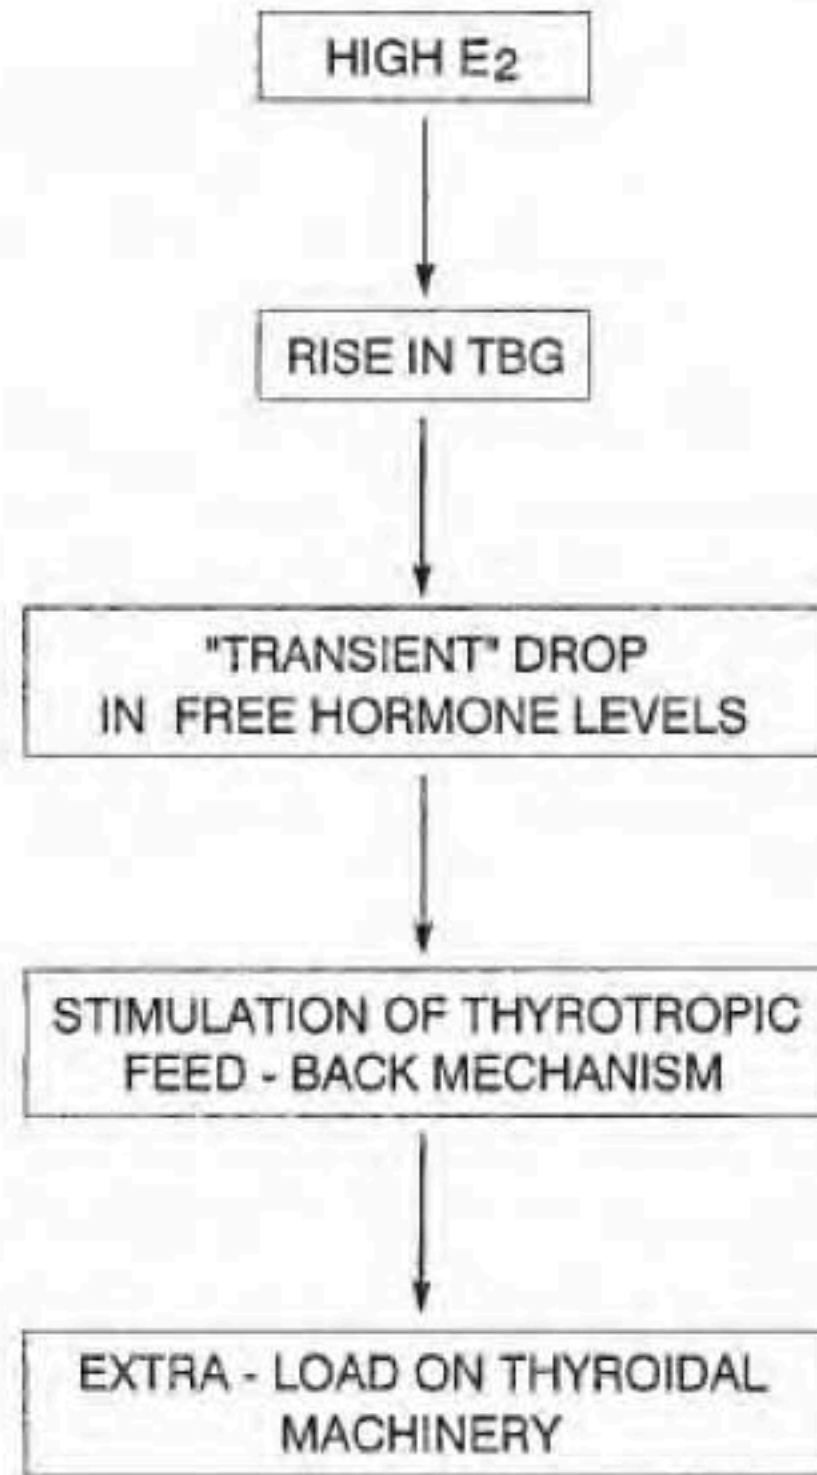 HIGH E2
RISE IN TBG
"TRANSIENT" DROP
IN FREE HORMONE LEVELS
STIMULATION OF THYROTROPIC
FEED - BACK MECHANISM
EXTRA - LOAD ON THYROIDAL
MACHINERY